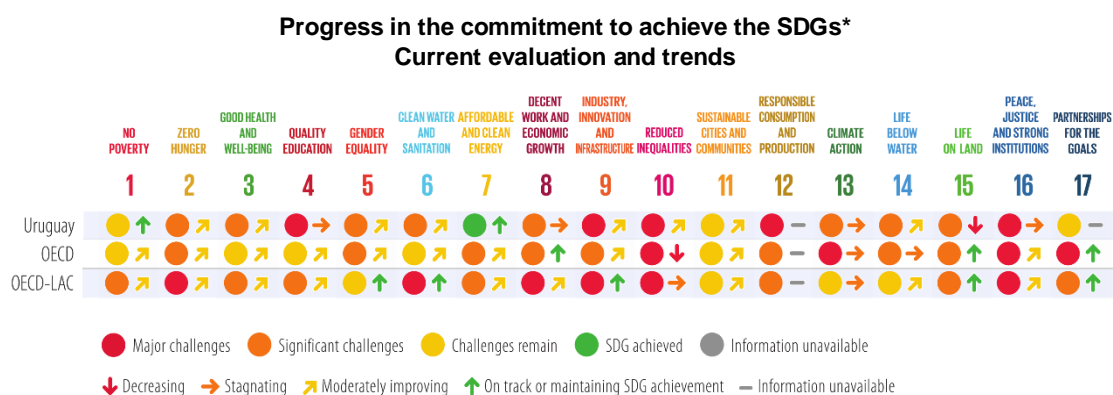 Progress in the commitment to achieve the SDGs*
Current evaluation and trends
NO
POVERTY
ZERO
HUNGER
GOOD HEALTH
AND
WELL-BEING
QUALITY
EDUCATION
GENDER
EQUALITY
CLEAN WATER
AND
SANITATION
AFFORDABLE
AND CLEAN
ENERGY
DECENT
WORK AND
ECONOMIC
GROWTH
INDUSTRY,
INNOVATION
AND
INFRASTRUCTURE
REDUCED
INEQUALITIES
SUSTAINABLE
CITIES AND
COMMUNITIES
RESPONSIBLE
CONSUMPTION
AND
PRODUCTION
CLIMATE
ACTION
LIFE
BELOW
WATER
LIFE
ON LAND
PEACE,
JUSTICE
AND STRONG
INSTITUTIONS
PARTNERSHIPS
FOR THE
GOALS
1 2 3 4 5 6 7 8 9 10 11 12 13 14 15 16 17
Uruguay
OECD
OECD-LAC
Major challenges Significant challenges Challenges remain SDG achieved Information unavailable
Decreasing Stagnating Moderately improving On track or maintaining SDG achievement Information unavailable